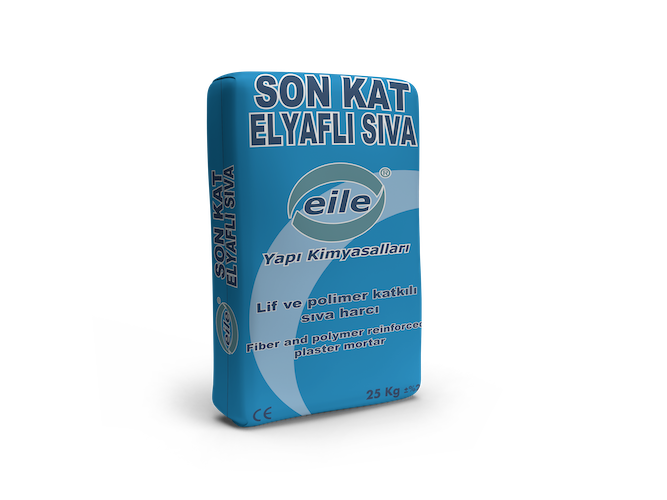 SON KAT
ELYAFLI SIVA
eile®
Yapı Kimyasalları
Lif ve polimer katkılı
sıva harcı
Fiber and polymer reinforced
plaster mortar
25 Kg ±%2
CE
SON KAT
ELYAFLI SIVA
eile®